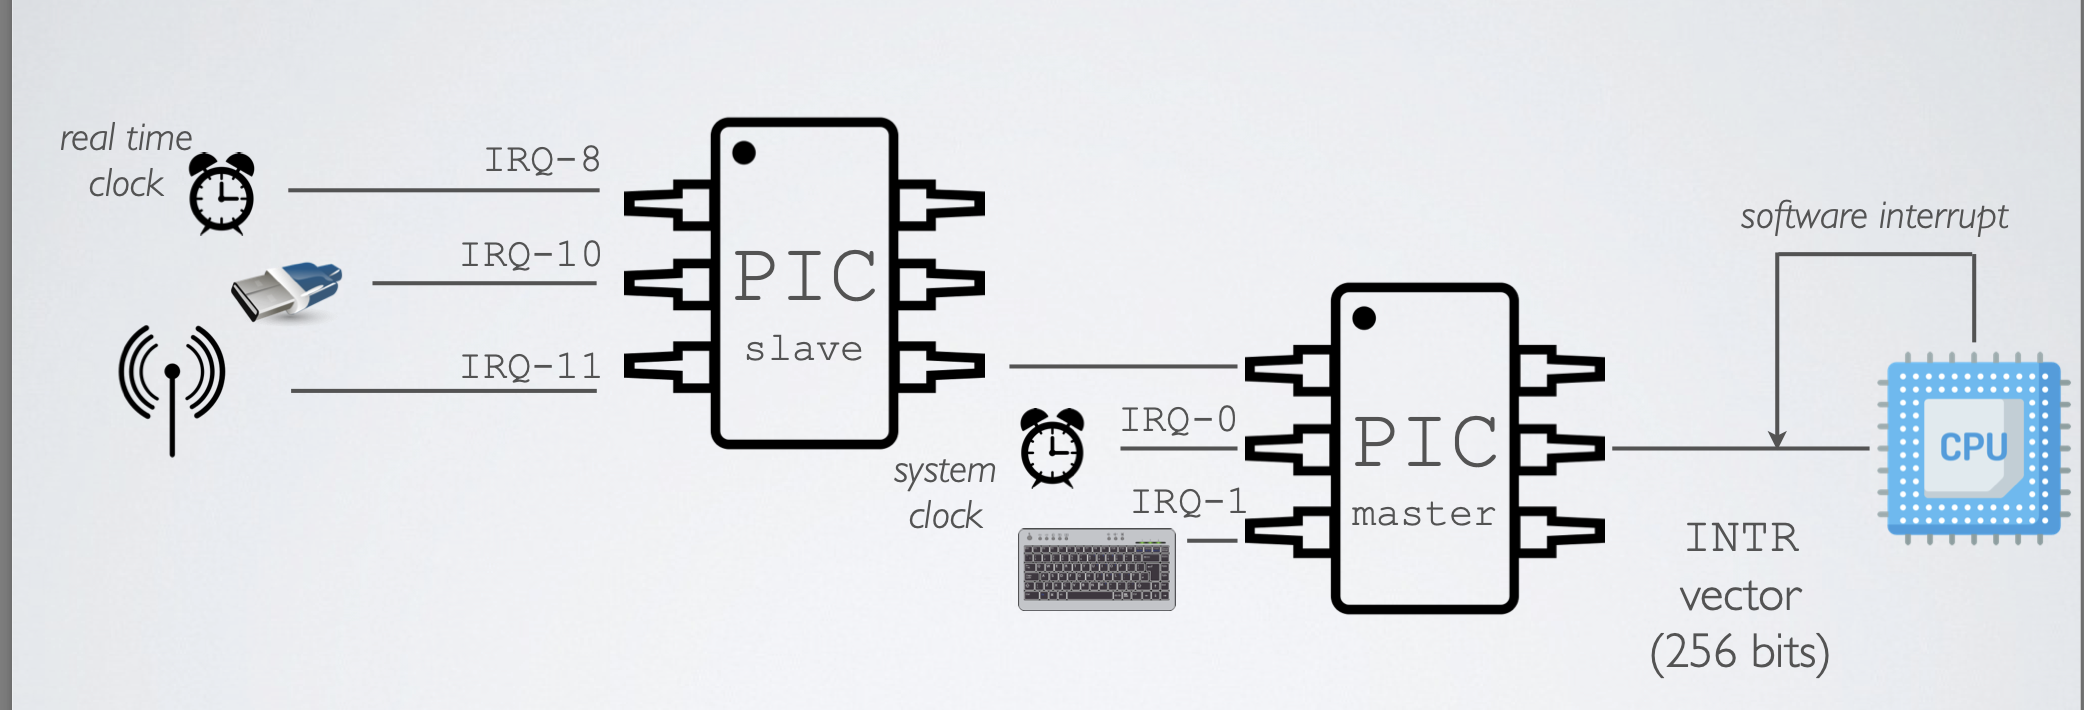 real time
clock
IRQ-8
IRQ-10
IRQ-11
PIC
slave
system
clock
IRQ-0
IRQ-1
PIC
master
software interrupt
CPU
INTR
vector
(256 bits)